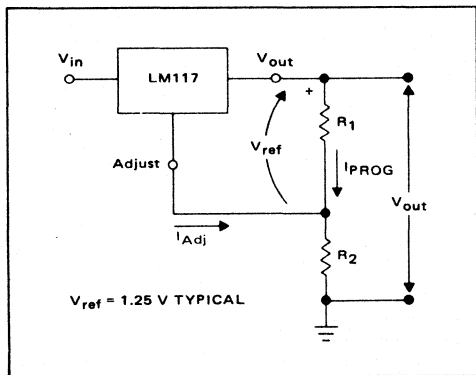 Vin
LM117
Vout
+
R1
Vref
IPROG
Adjust
Vout
IAdj
R2
Vref = 1.25 V TYPICAL